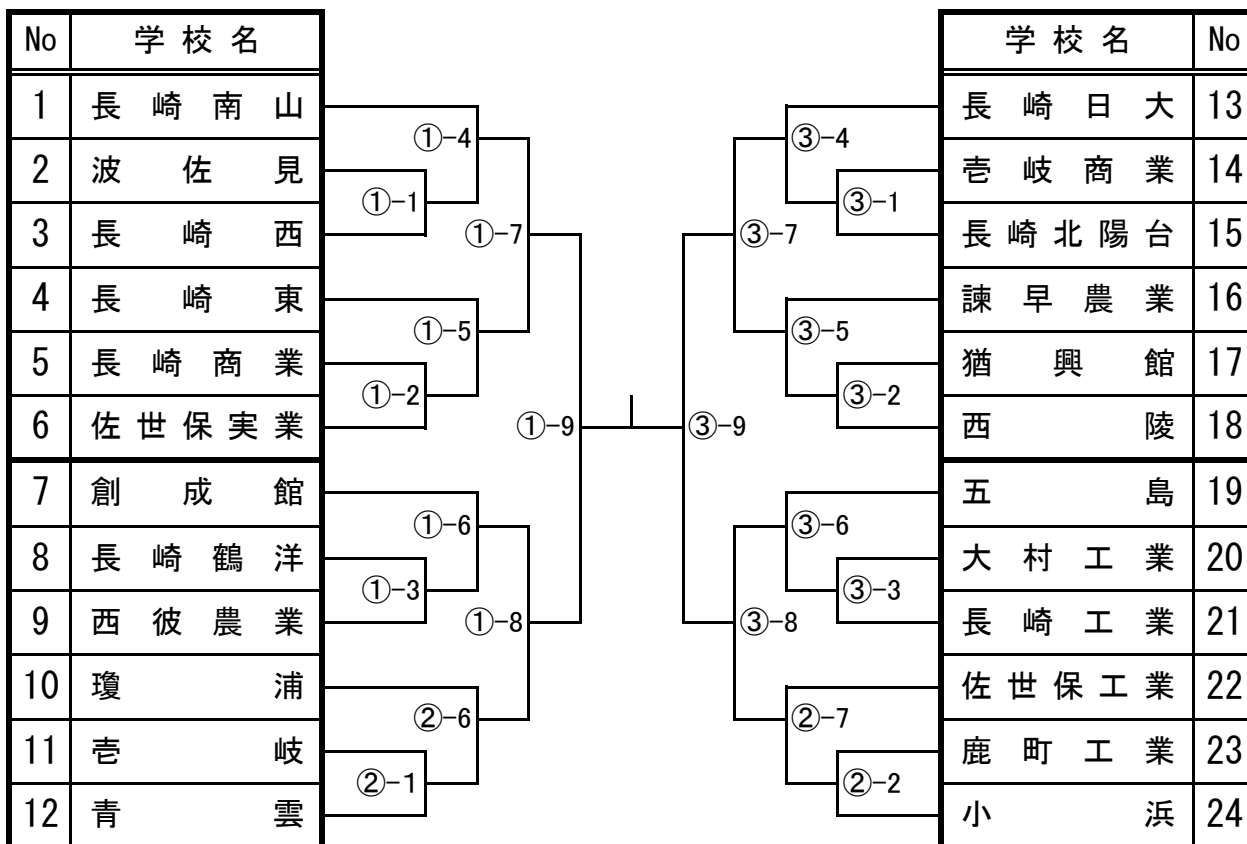 No 学校名
1 長崎南山
2 波佐見
3 長崎西
4 長崎東
5 長崎商業
6 佐世保実業
7 創成館
8 長崎鶴洋
9 西彼農業
10 瓊浦
11 壱岐
12 青雲
①-4
①-1
①-7
①-5
①-2
①-9
①-6
①-3
①-8
②-6
②-1
③-4
③-1
③-7
③-5
③-2
③-9
③-6
③-3
③-8
②-7
②-2
学校名 No
長崎日大 13
壱岐商業 14
長崎北陽台 15
諫早農業 16
猶興館 17
西陵 18
五島 19
大村工業 20
長崎工業 21
佐世保工業 22
鹿町工業 23
小浜 24